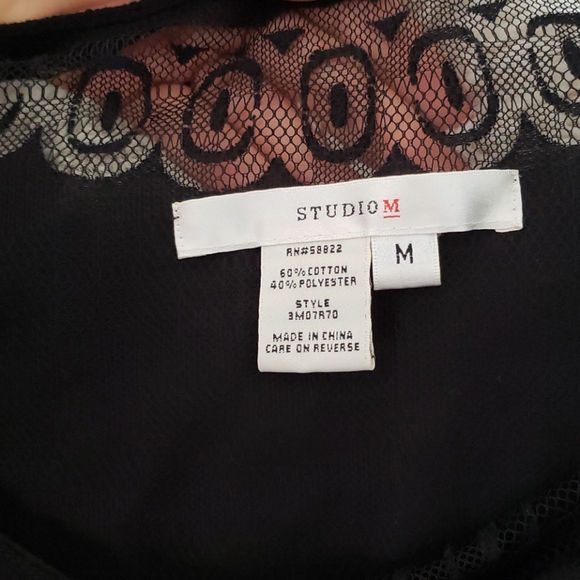 STUDIO M
RN#58822
60% COTTON
40% POLYESTER
STYLE
3M07R70
MADE IN CHINA
CARE ON REVERSE
M